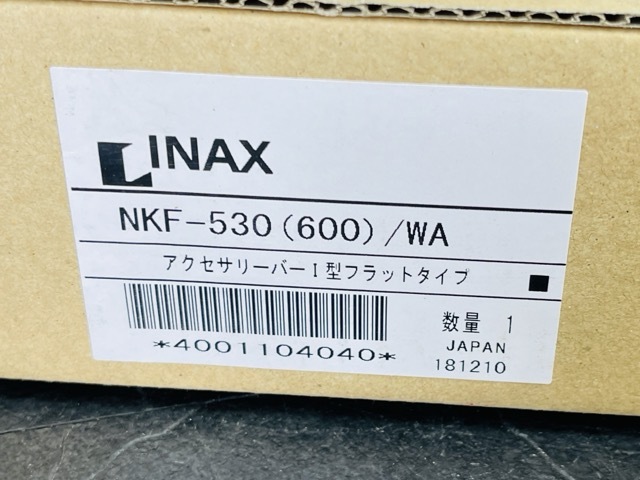 INAX
NKF-530(600)/WA
アクセサリーバーI型フラットタイプ ■
数量 1
*4001104040*
JAPAN
181210